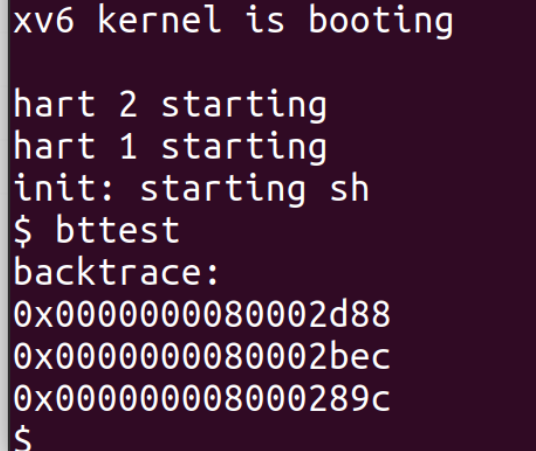 xv6 kernel is booting
hart 2 starting
hart 1 starting
init: starting sh
$ bttest
backtrace:
0x0000000080002d88
0x0000000080002bec
0x000000008000289c
$